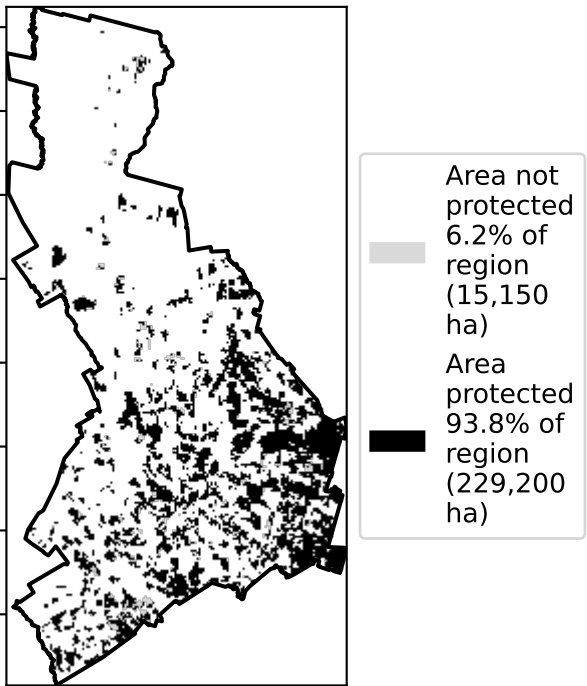 Area not
protected
6.2% of
region
(15,150
ha)
Area
protected
93.8% of
region
(229,200
ha)